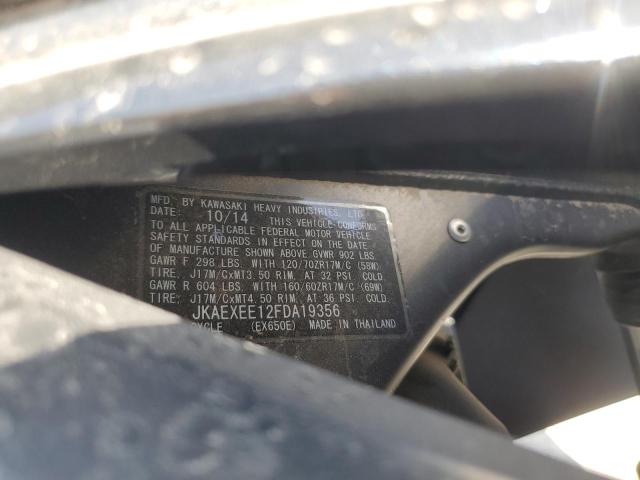 MFD. BY KAWASAKI HEAVY INDUSTRIES, LTD.
DATE: 10/14 THIS VEHICLE CONFORMS
TO ALL APPLICABLE FEDERAL MOTOR VEHICLE
SAFETY STANDARDS IN EFFECT ON THE DATE
OF MANUFACTURE SHOWN ABOVE. GVWR 902 LBS.
GAWR F 298 LBS. WITH 120/70ZR17M/C (58W)
TIRE, J17M/CxMT3.50 RIM. AT 32 PSI COLD.
GAWR R 604 LBS. WITH 160/60ZR17M/C (69W)
TIRE, J17M/CxMT4.50 RIM. AT 36 PSI COLD.
JKAEXEE12FDA19356
(EX650E) MADE IN THAILAND